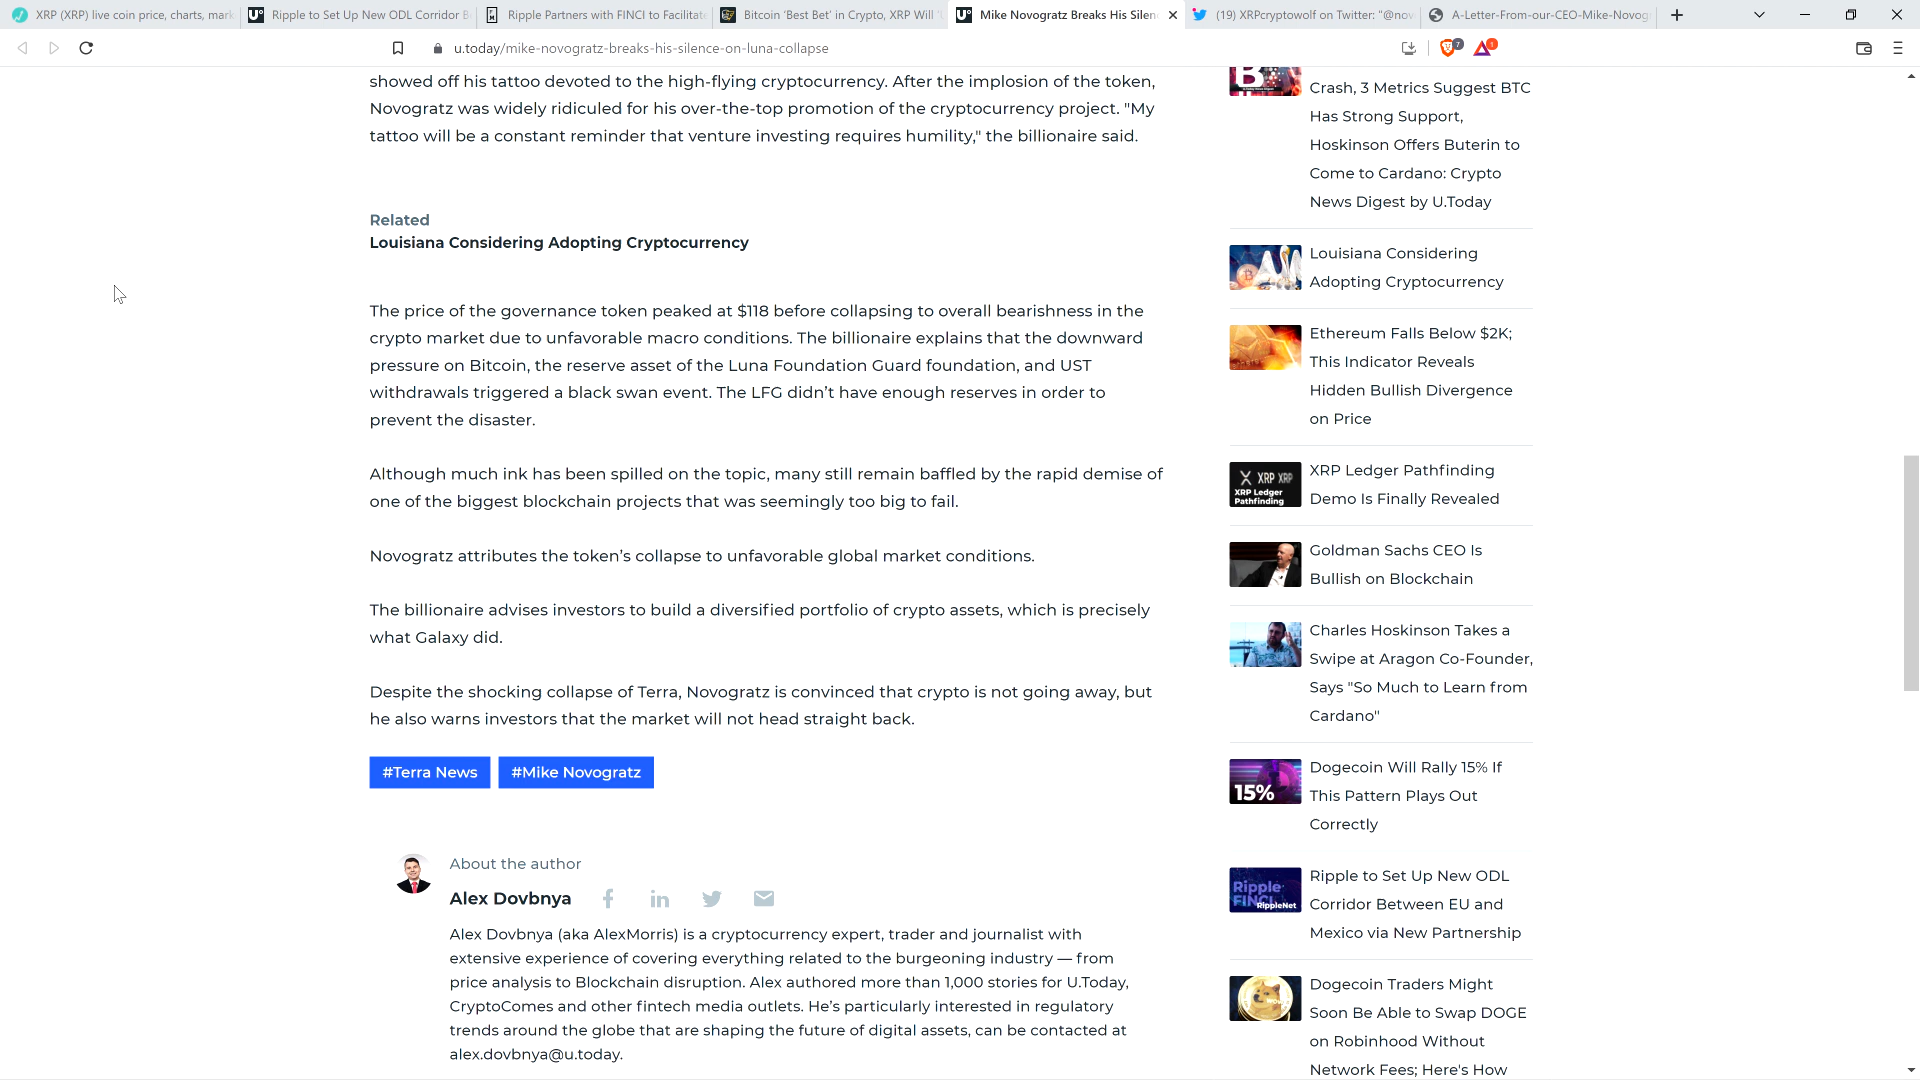 XRP (XRP) live coin price, charts, mark
Ripple to Set Up New ODL Corridor B
Ripple Partners with FINCI to Facilitat
Bitcoin 'Best Bet' in Crypto, XRP Will
Mike Novogratz Breaks His Silen
(19) XRPcryptowolf on Twitter: "@nov
A-Letter-From-our-CEO-Mike-Novog
u.today/mike-novogratz-breaks-his-silence-on-luna-collapse
7
1
showed off his tattoo devoted to the high-flying cryptocurrency. After the implosion of the token,
Novogratz was widely ridiculed for his over-the-top promotion of the cryptocurrency project. "My
tattoo will be a constant reminder that venture investing requires humility," the billionaire said.
Related
Louisiana Considering Adopting Cryptocurrency
The price of the governance token peaked at $118 before collapsing to overall bearishness in the
crypto market due to unfavorable macro conditions. The billionaire explains that the downward
pressure on Bitcoin, the reserve asset of the Luna Foundation Guard foundation, and UST
withdrawals triggered a black swan event. The LFG didn't have enough reserves in order to
prevent the disaster.
Although much ink has been spilled on the topic, many still remain baffled by the rapid demise of
one of the biggest blockchain projects that was seemingly too big to fail.
Novogratz attributes the token's collapse to unfavorable global market conditions.
The billionaire advises investors to build a diversified portfolio of crypto assets, which is precisely
what Galaxy did.
Despite the shocking collapse of Terra, Novogratz is convinced that crypto is not going away, but
he also warns investors that the market will not head straight back.
#Terra News
#Mike Novogratz
About the author
Alex Dovbnya
Alex Dovbnya (aka AlexMorris) is a cryptocurrency expert, trader and journalist with
extensive experience of covering everything related to the burgeoning industry — from
price analysis to Blockchain disruption. Alex authored more than 1,000 stories for U.Today,
CryptoComes and other fintech media outlets. He's particularly interested in regulatory
trends around the globe that are shaping the future of digital assets, can be contacted at
alex.dovbnya@u.today.
Crash, 3 Metrics Suggest BTC
Has Strong Support,
Hoskinson Offers Buterin to
Come to Cardano: Crypto
News Digest by U.Today
Louisiana Considering
Adopting Cryptocurrency
Ethereum Falls Below $2K;
This Indicator Reveals
Hidden Bullish Divergence
on Price
XRP XRP
XRP Ledger
Pathfinding
XRP Ledger Pathfinding
Demo Is Finally Revealed
Goldman Sachs CEO Is
Bullish on Blockchain
Charles Hoskinson Takes a
Swipe at Aragon Co-Founder,
Says "So Much to Learn from
Cardano"
15%
Dogecoin Will Rally 15% If
This Pattern Plays Out
Correctly
Ripple
FINCI
RippleNet
Ripple to Set Up New ODL
Corridor Between EU and
Mexico via New Partnership
Dogecoin Traders Might
Soon Be Able to Swap DOGE
on Robinhood Without
Network Fees; Here's How